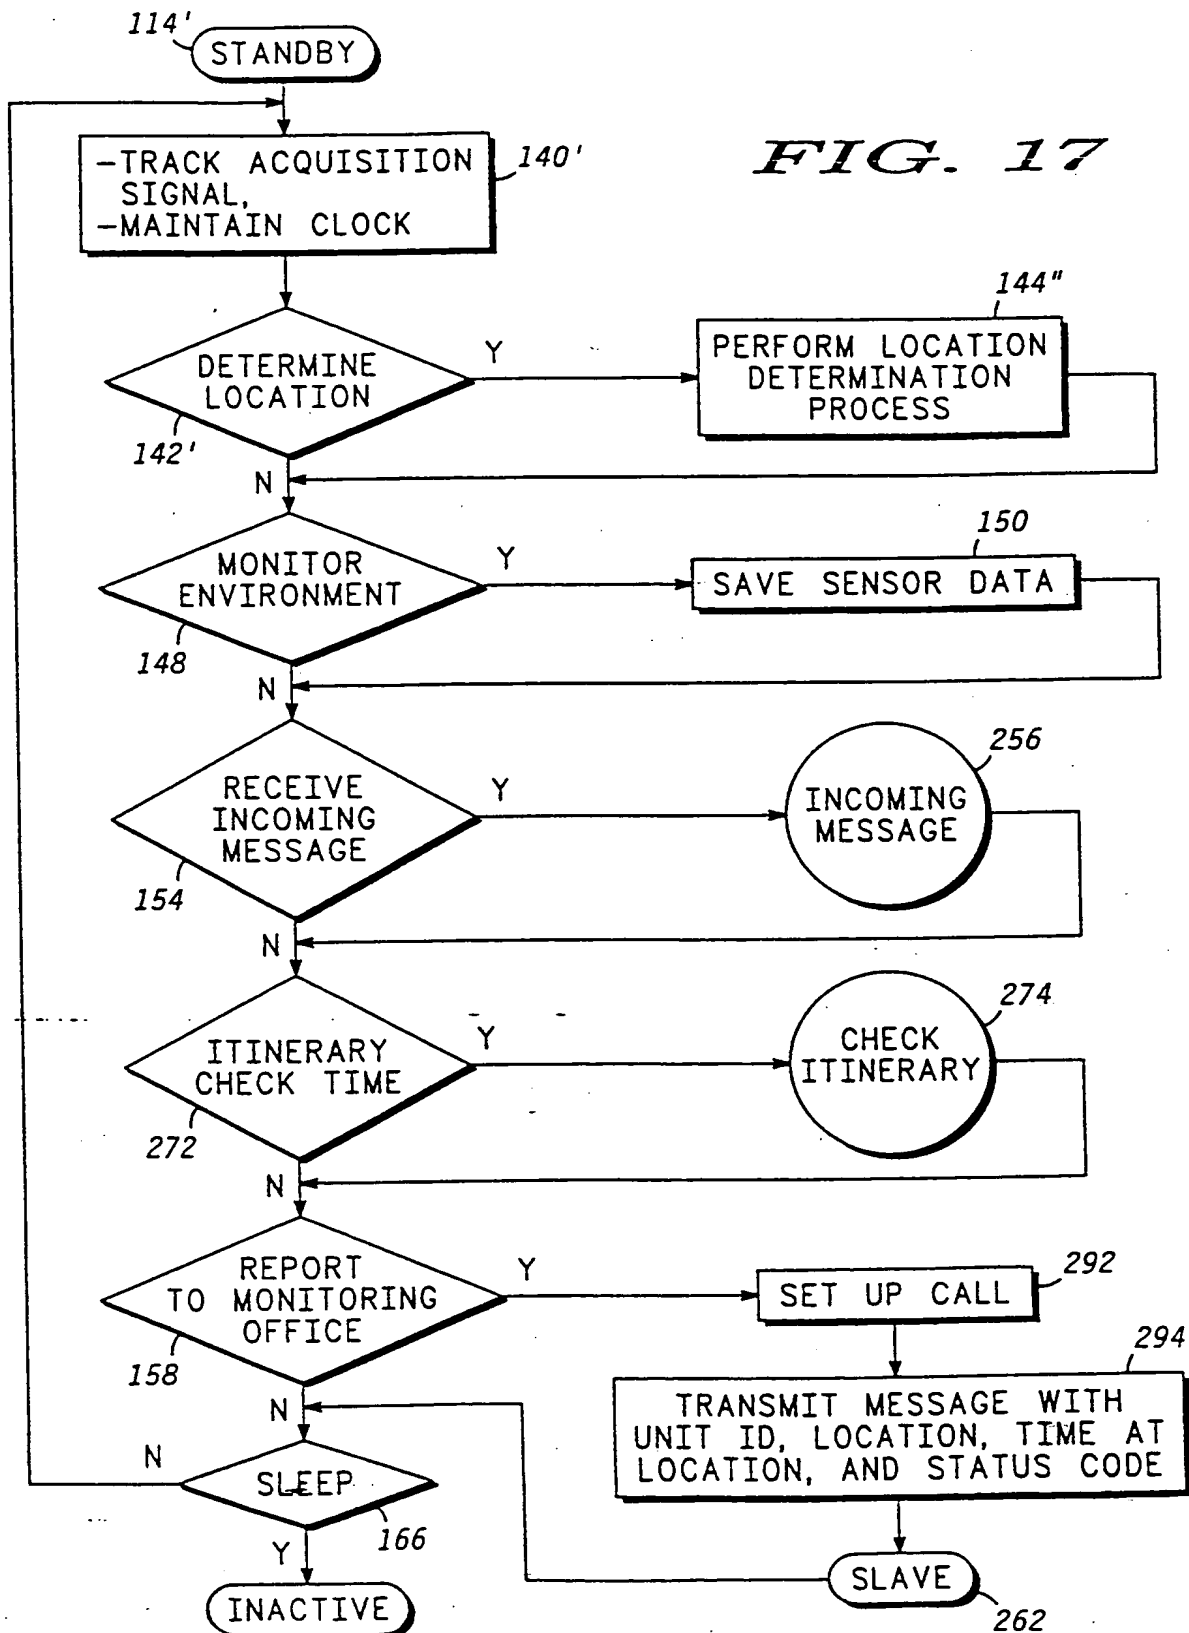 114'
STANDBY
FIG. 17
-TRACK ACQUISITION
SIGNAL,
-MAINTAIN CLOCK
140'
DETERMINE
LOCATION
142'
Y
N
144"
PERFORM LOCATION
DETERMINATION
PROCESS
MONITOR
ENVIRONMENT
148
Y
N
150
SAVE SENSOR DATA
RECEIVE
INCOMING
MESSAGE
154
Y
N
256
INCOMING
MESSAGE
ITINERARY
CHECK TIME
272
Y
N
274
CHECK
ITINERARY
REPORT
TO MONITORING
OFFICE
158
Y
N
292
SET UP CALL
294
TRANSMIT MESSAGE WITH
UNIT ID, LOCATION, TIME AT
LOCATION, AND STATUS CODE
N
SLEEP
166
Y
SLAVE
262
INACTIVE